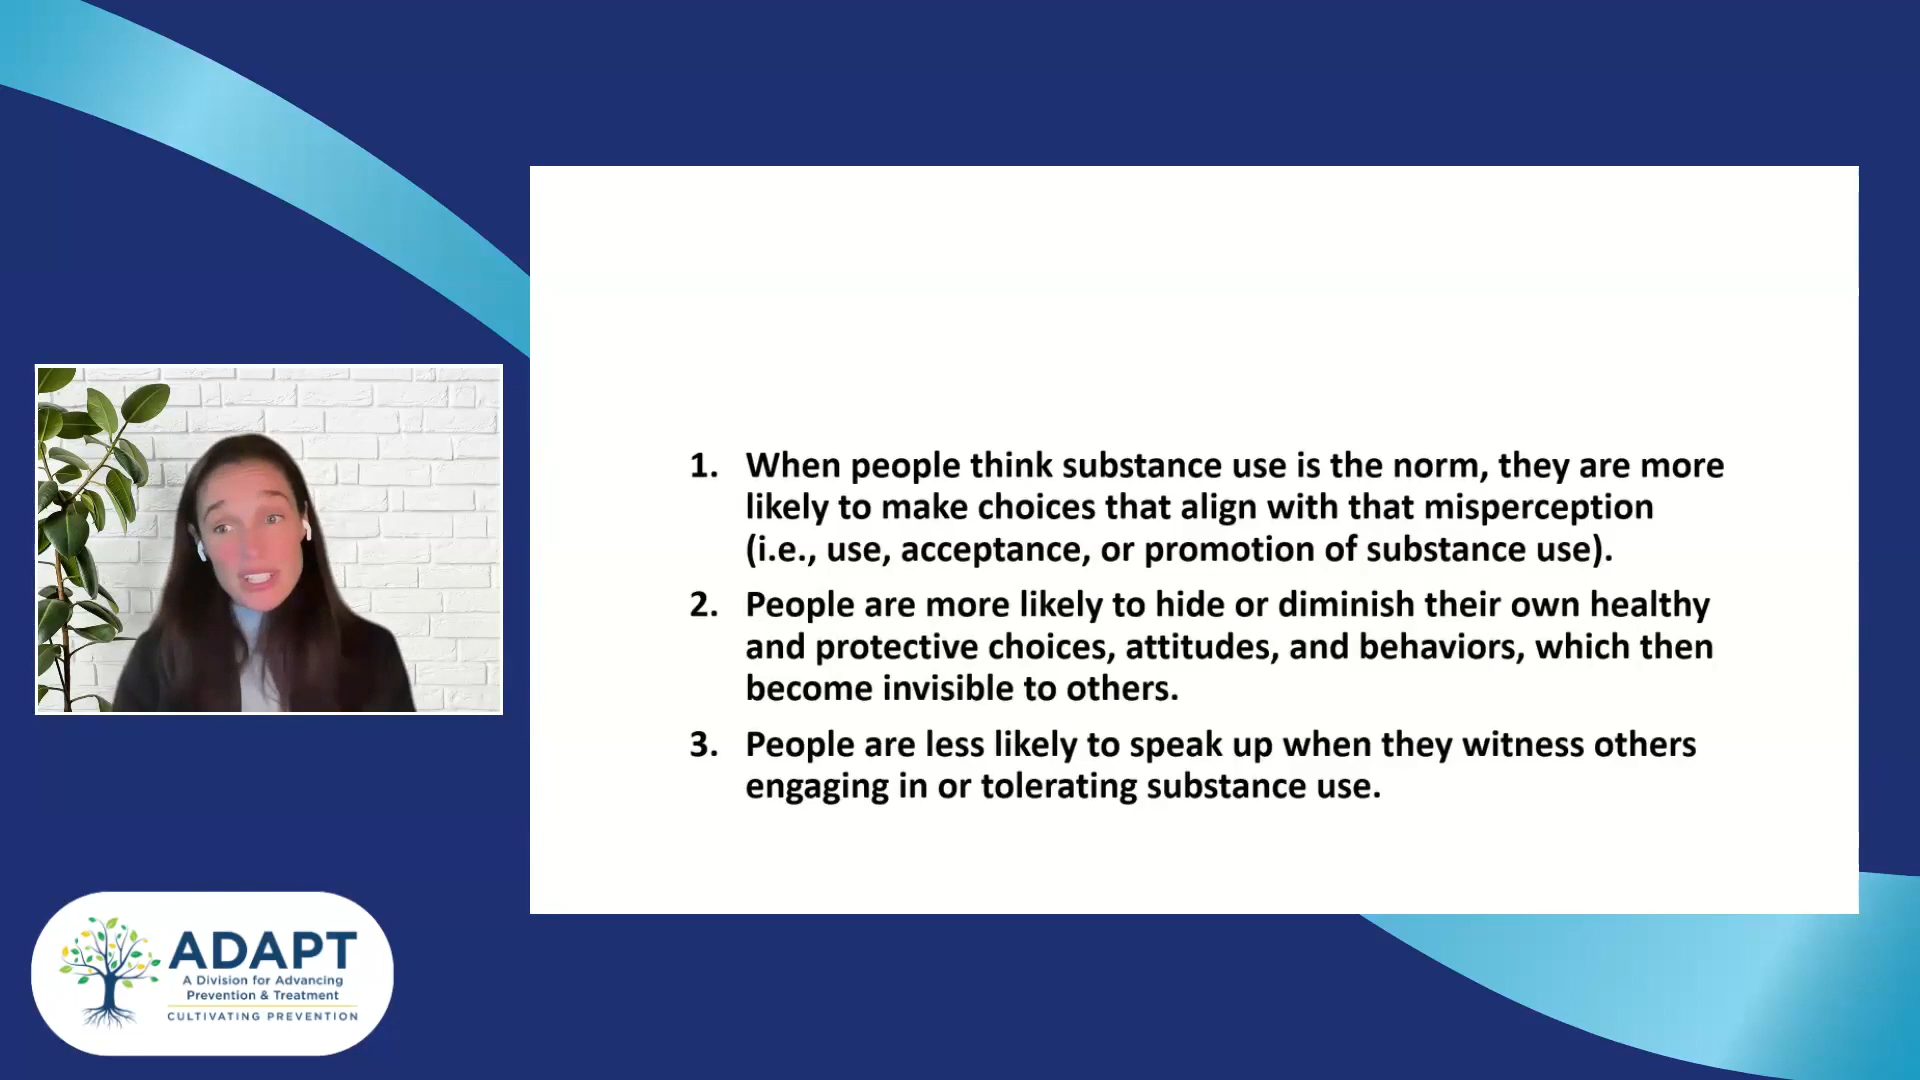 1. When people think substance use is the norm, they are more
likely to make choices that align with that misperception
(i.e., use, acceptance, or promotion of substance use).
2. People are more likely to hide or diminish their own healthy
and protective choices, attitudes, and behaviors, which then
become invisible to others.
3. People are less likely to speak up when they witness others
engaging in or tolerating substance use.
ADAPT
A Division for Advancing
Prevention & Treatment
CULTIVATING PREVENTION